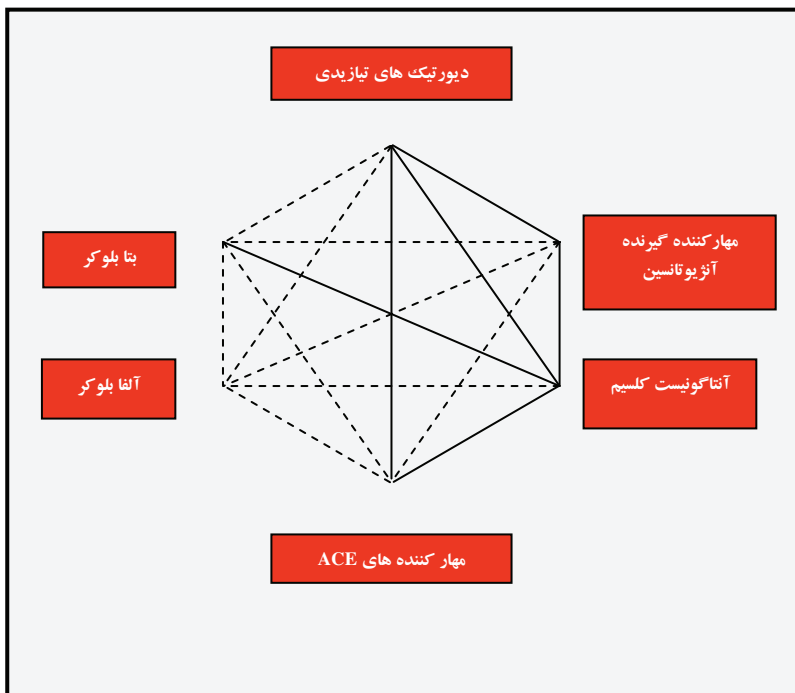 دیورتیک های تیازیدی
مهارکننده گیرنده
آنژیوتانسین
بتا بلوکر
آنتاگونیست کلسیم
آلفا بلوکر
مهار کننده های ACE